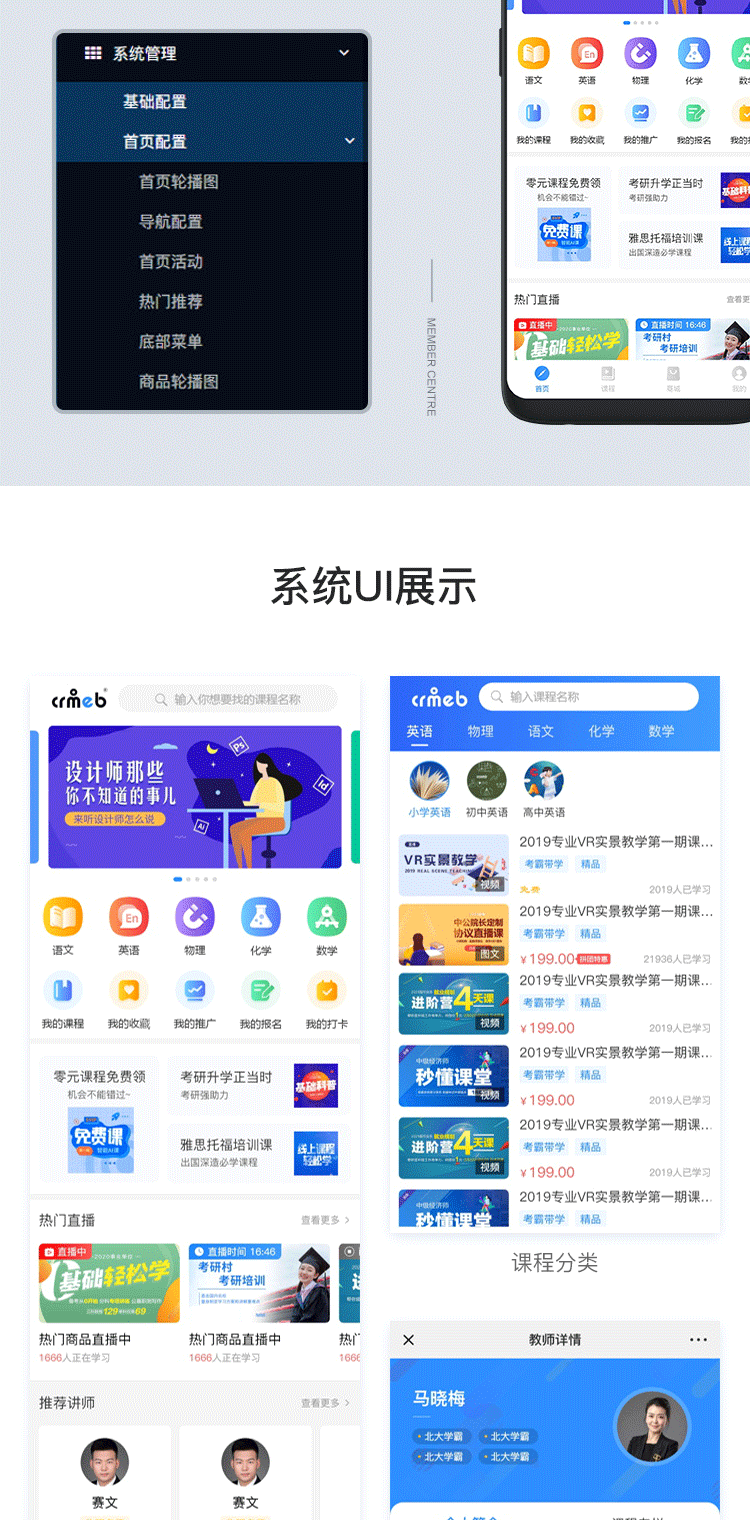 系统管理
基础配置
首页配置
首页轮播图
导航配置
首页活动
热门推荐
底部菜单
商品轮播图
MEMBER CENTRE
语文
英语
物理
化学
我的课程
我的收藏
我的推广
我的报名
零元课程免费领
机会不能错过~
免费课
考研升学正当时
考研强助力
雅思托福培训课
出国深造必学课程
热门直播
查看更
直播中
基础轻松学
直播时间 16:46
考研村
考研培训
首页
课程
商城
我的
系统UI展示
crmeb
输入你想要找的课程名称
设计师那些
你不知道的事儿
来听设计师怎么说
Ps
Id
Ai
语文
英语
物理
化学
数学
我的课程
我的收藏
我的推广
我的报名
我的打卡
零元课程免费领
机会不能错过~
免费课
考研升学正当时
考研强助力
基础科普
雅思托福培训课
出国深造必学课程
线上课程
轻松学
热门直播
查看更多
直播中
基础轻松学
直播时间 16:46
考研村
考研培训
热门商品直播中
1666人正在学习
热门商品直播中
1666人正在学习
热门
1666
推荐讲师
查看更多
赛文
赛文
crmeb
输入课程名称
英语
物理
语文
化学
数学
小学英语
初中英语
高中英语
VR实景教学
2019 REAL SCENE TEACHING
视频
2019专业VR实景教学第一期课...
考霸带学
精品
免费
2019人已学习
中公院长定制
协议直播课
图文
2019专业VR实景教学第一期课...
考霸带学
精品
¥199.00
拼团特惠
21936人已学习
进阶营4天课
视频
2019专业VR实景教学第一期课...
考霸带学
精品
¥199.00
2019人已学习
中级经济师
秒懂课堂
视频
2019专业VR实景教学第一期课...
考霸带学
精品
¥199.00
2019人已学习
进阶营4天课
视频
2019专业VR实景教学第一期课...
考霸带学
精品
¥199.00
2019人已学习
中级经济师
秒懂课堂
2019专业VR实景教学第一期课...
考霸带学
精品
课程分类
教师详情
马晓梅
北大学霸
北大学霸
北大学霸
北大学霸